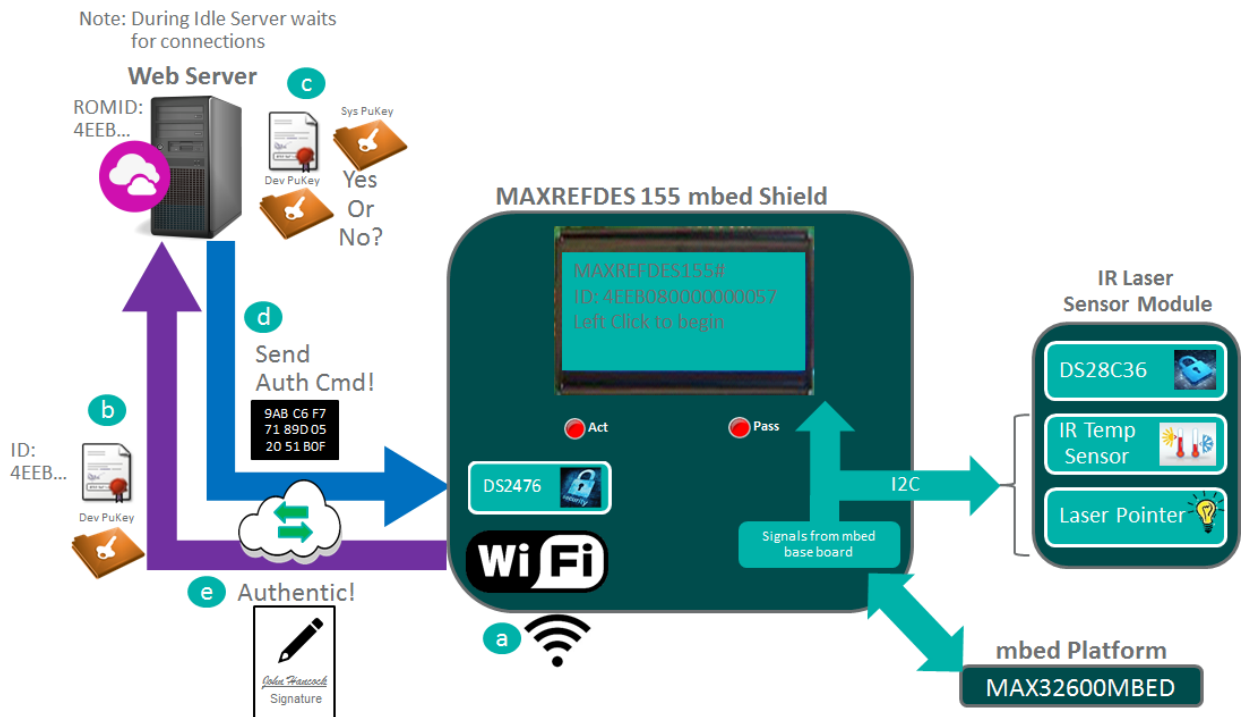 Note: During Idle Server waits
for connections
Web Server
ROMID:
4EEB...
c
Sys PuKey
Dev PuKey
Yes
Or
No?
d
Send
Auth Cmd!
9AB C6 F7
71 89D 05
20 51 B0F
b
ID:
4EEB...
Dev PuKey
e
Authentic!
John Hancock
Signature
MAXREFDES 155 mbed Shield
MAXREFDES155#
ID: 4EEB080000000057
Left Click to begin
Act
Pass
DS2476
security
WiFi
a
I2C
Signals from mbed
base board
IR Laser
Sensor Module
DS28C36
IR Temp
Sensor
Laser Pointer
mbed Platform
MAX32600MBED